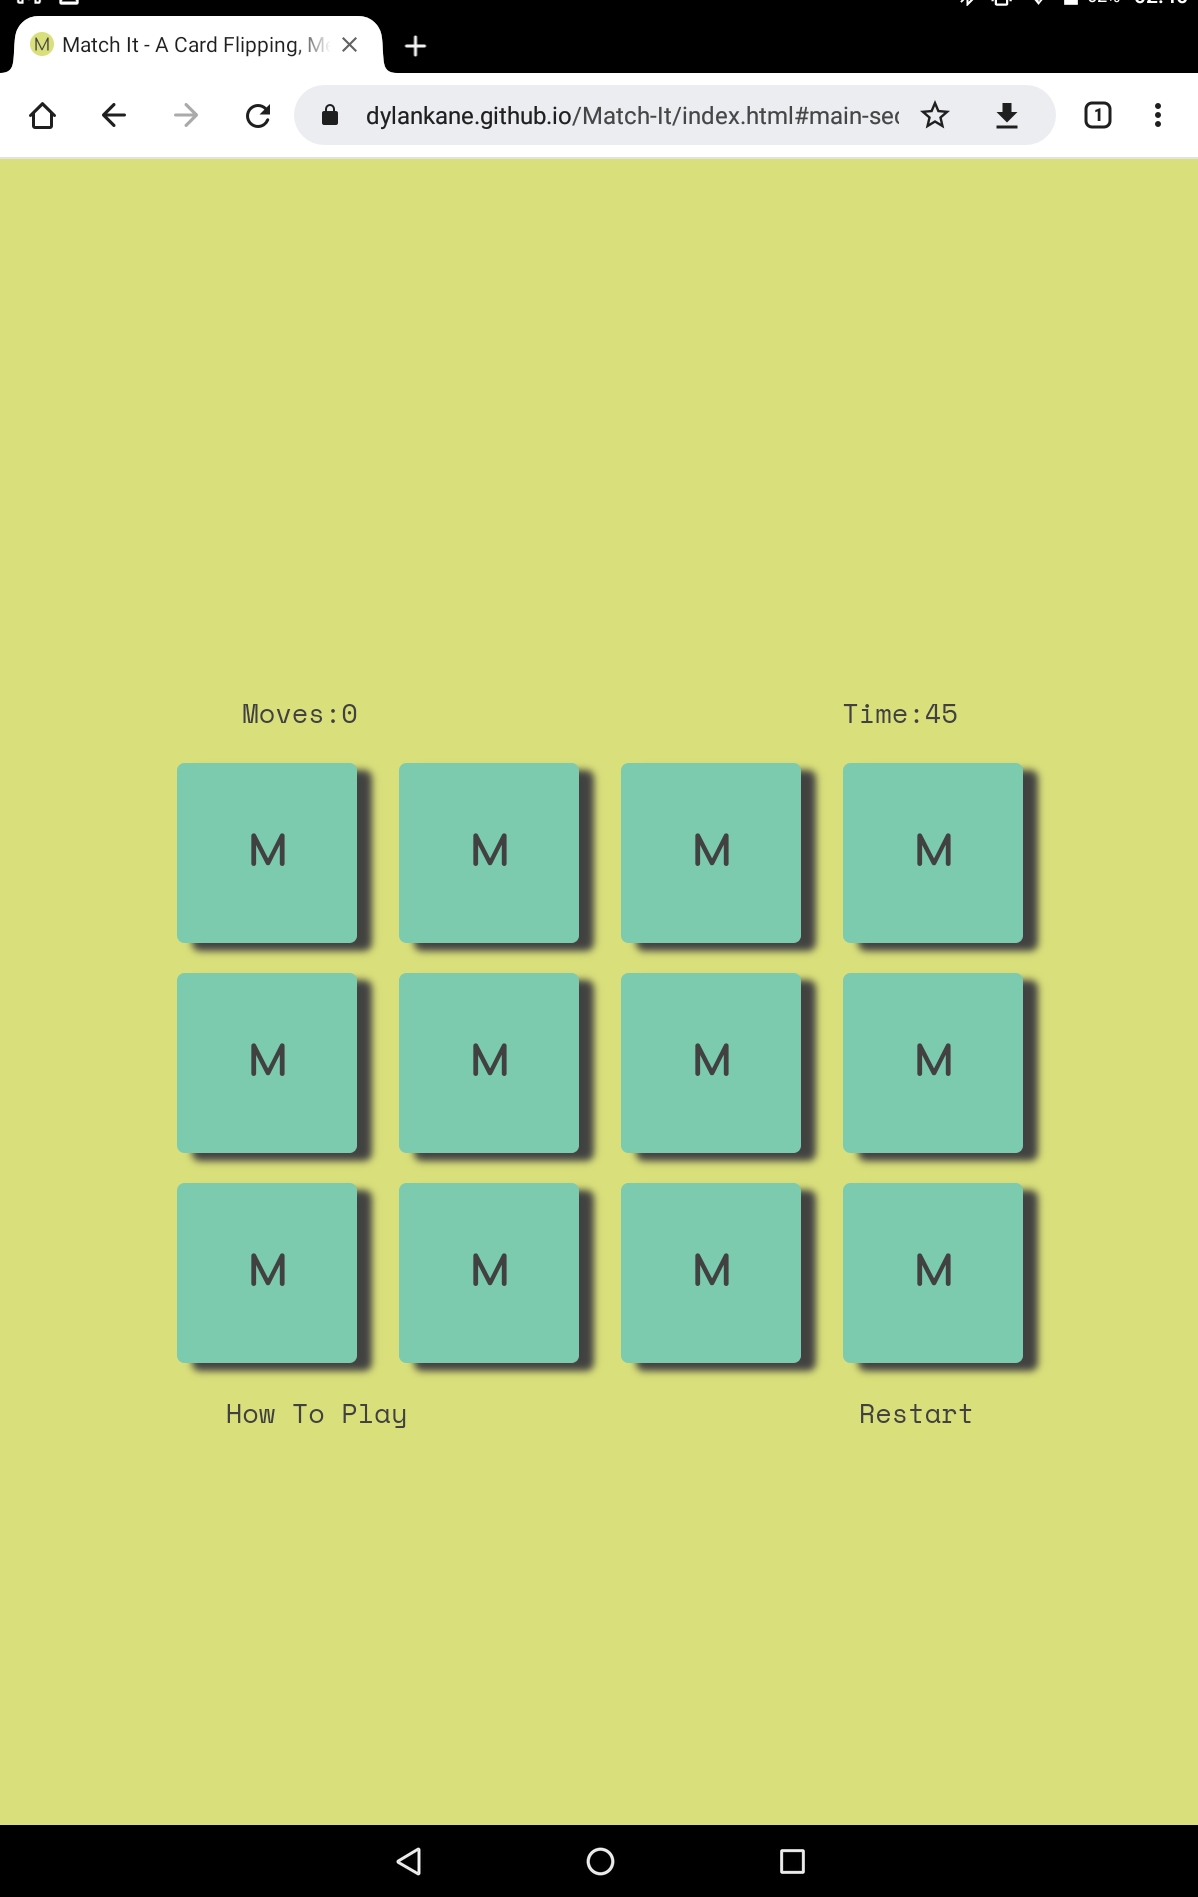 Match It - A Card Flipping,
dylankane.github.io/Match-It/index.html#main-sec
1
Moves:0 Time:45
M M M M
M M M M
M M M M
How To Play Restart